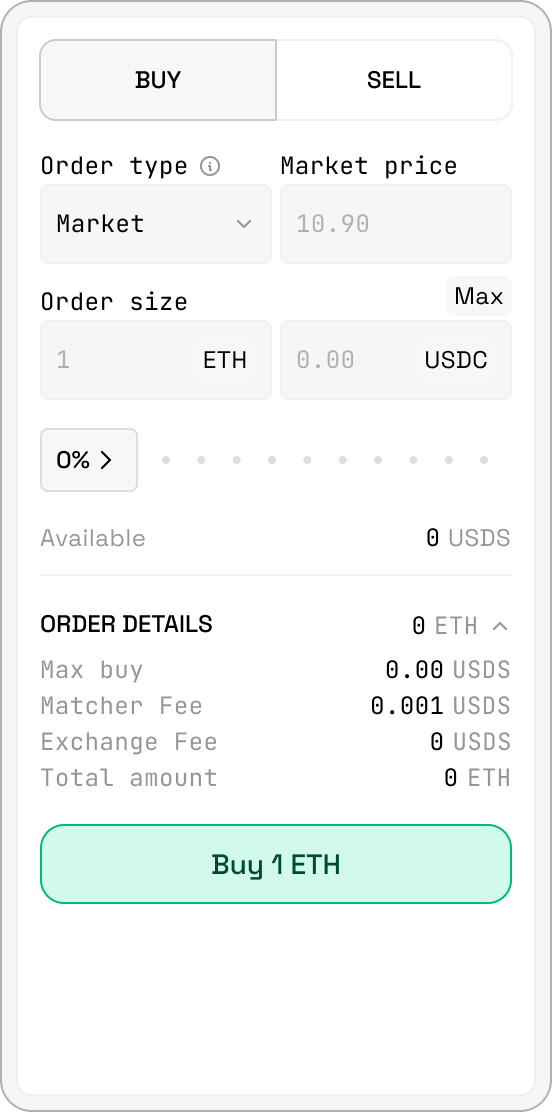 BUY SELL
Order type Market price
Market 10.90
Order size Max
1 ETH 0.00 USDC
0%
Available 0 USDS
ORDER DETAILS 0 ETH
Max buy 0.00 USDS
Matcher Fee 0.001 USDS
Exchange Fee 0 USDS
Total amount 0 ETH
Buy 1 ETH